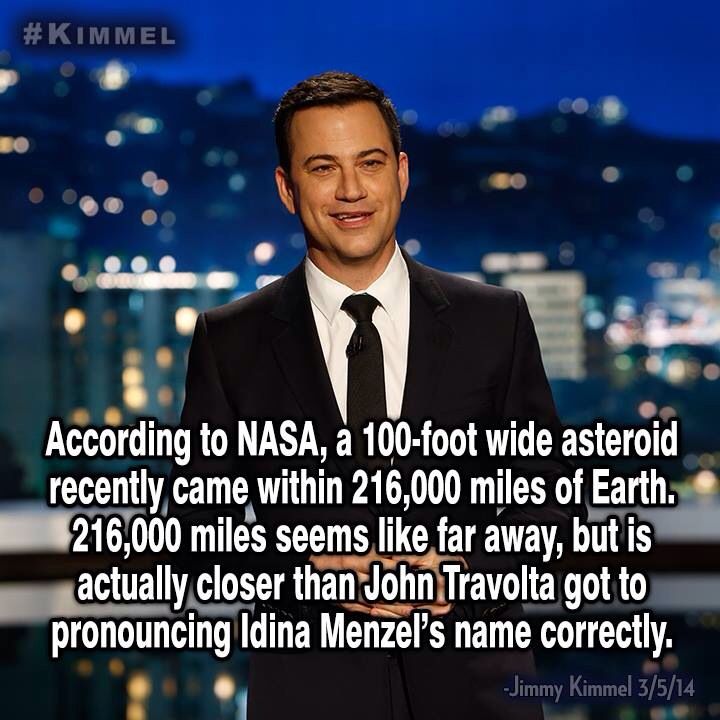 #KIMMEL
According to NASA, a 100-foot wide asteroid
recently came within 216,000 miles of Earth.
216,000 miles seems like far away, but is
actually closer than John Travolta got to
pronouncing Idina Menzel's name correctly.
-Jimmy Kimmel 3/5/14